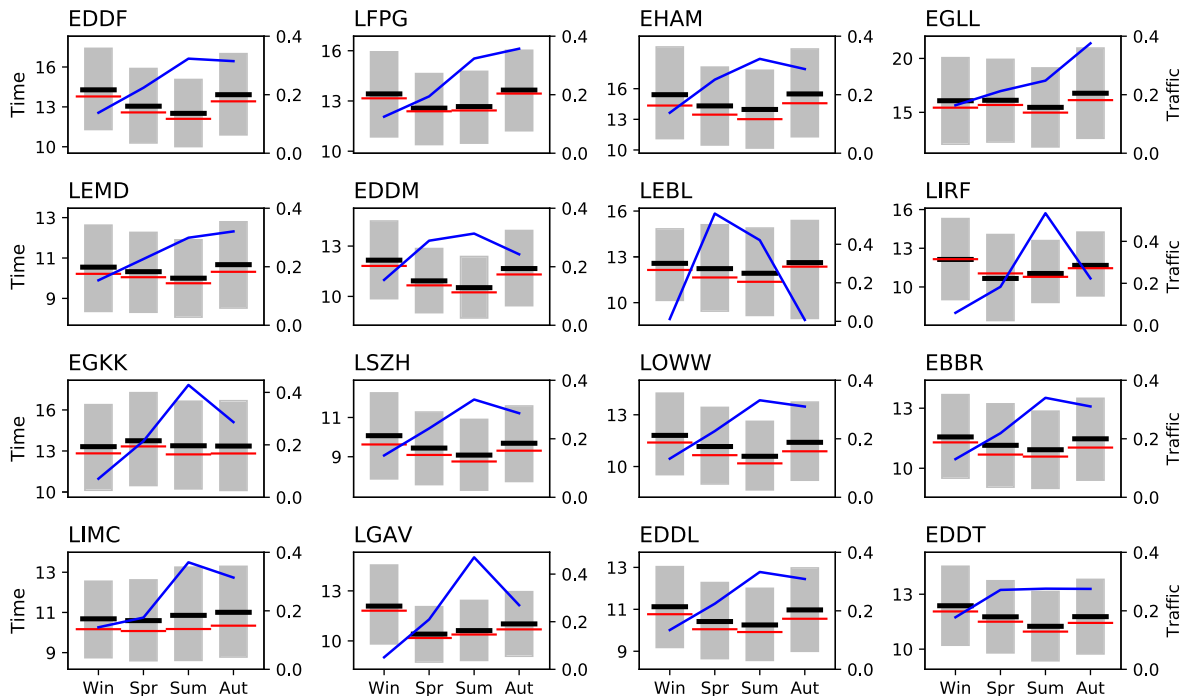 EDDF LFPG EHAM EGLL
Time 16 13 10 0.4 0.2 0.0 16 13 10 0.4 0.2 0.0 16 13 10 0.4 0.2 0.0 20 15 0.4 0.2 0.0 Traffic
LEMD EDDM LEBL LIRF
Time 13 11 9 0.4 0.2 0.0 13 10 0.4 0.2 0.0 16 13 10 0.4 0.2 0.0 16 13 10 0.4 0.2 0.0 Traffic
EGKK LSZH LOWW EBBR
Time 16 13 10 0.4 0.2 0.0 11 9 0.4 0.2 0.0 13 10 0.4 0.2 0.0 13 10 0.4 0.2 0.0 Traffic
LIMC LGAV EDDL EDDT
Time 13 11 9 0.4 0.2 0.0 13 10 0.4 0.2 0.0 13 11 9 0.4 0.2 0.0 13 10 0.4 0.2 0.0 Traffic
Win Spr Sum Aut Win Spr Sum Aut Win Spr Sum Aut Win Spr Sum Aut